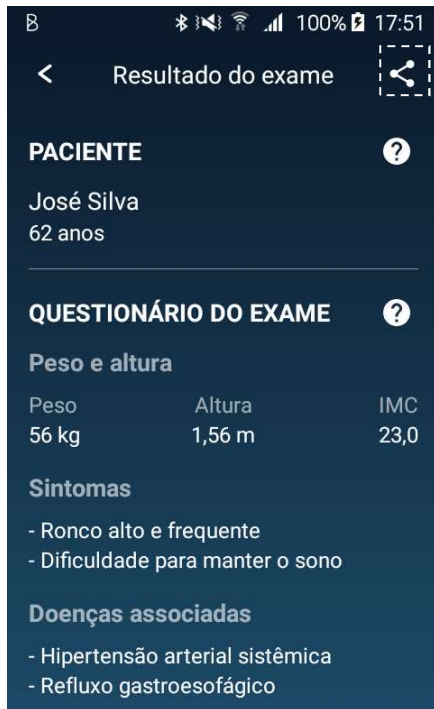 B 100% 17:51
Resultado do exame
PACIENTE ?
José Silva
62 anos
QUESTIONÁRIO DO EXAME ?
Peso e altura
Peso Altura IMC
56 kg 1,56 m 23,0
Sintomas
- Ronco alto e frequente
- Dificuldade para manter o sono
Doenças associadas
- Hipertensão arterial sistêmica
- Refluxo gastroesofágico